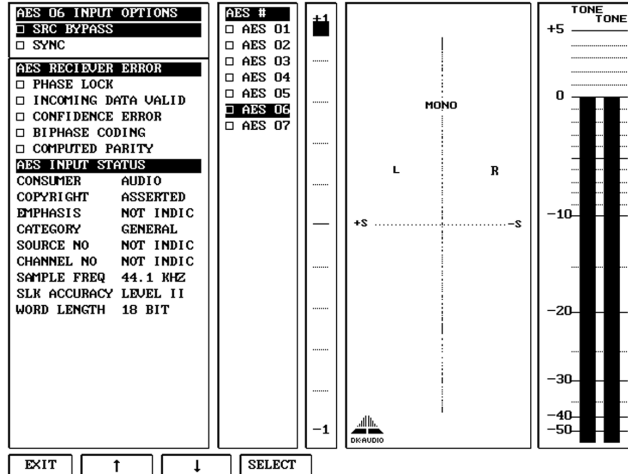 AES 06 INPUT OPTIONS
SRC BYPASS
SYNC
AES RECIEVER ERROR
PHASE LOCK
INCOMING DATA VALID
CONFIDENCE ERROR
BIPHASE CODING
COMPUTED PARITY
AES INPUT STATUS
CONSUMER AUDIO
COPYRIGHT ASSERTED
EMPHASIS NOT INDIC
CATEGORY GENERAL
SOURCE NO NOT INDIC
CHANNEL NO NOT INDIC
SAMPLE FREQ 44.1 KHZ
SLK ACCURACY LEVEL II
WORD LENGTH 18 BIT
AES #
AES 01
AES 02
AES 03
AES 04
AES 05
AES 06
AES 07
+1
-1
MONO
L R
+S -S
DK-AUDIO
TONE
TONE
+5
0
-10
-20
-30
-40
-50
EXIT ↑ ↓ SELECT